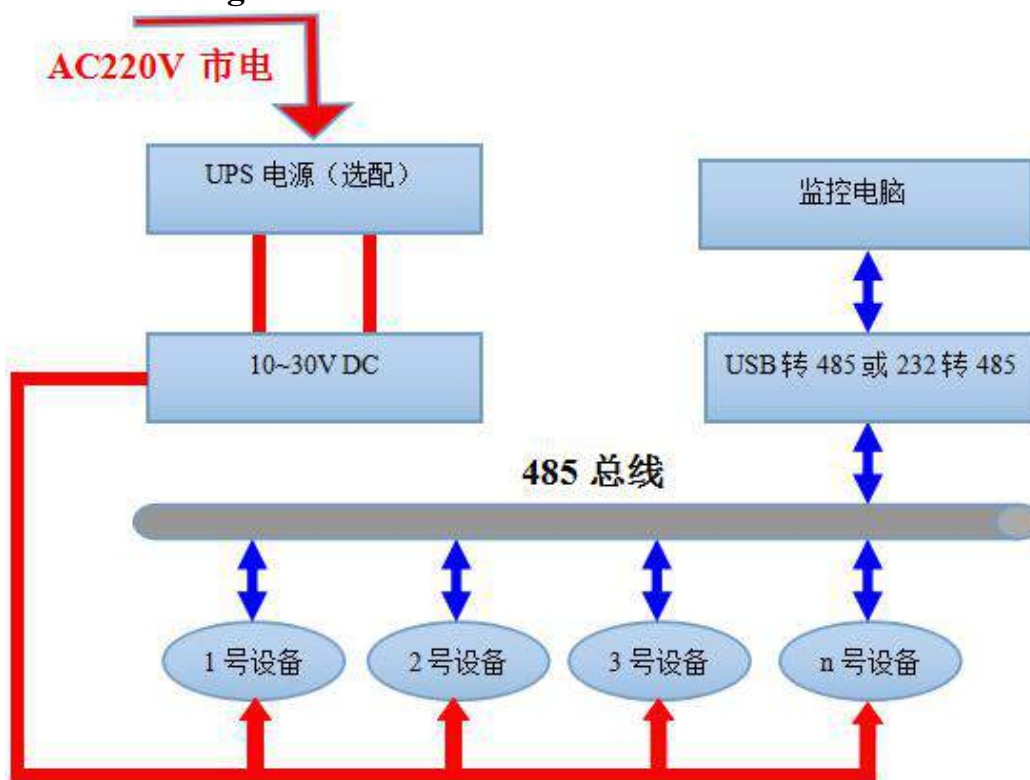 AC220V 市电
UPS 电源（选配）
监控电脑
10~30V DC
USB 转 485 或 232 转 485
485 总线
1 号设备
2 号设备
3 号设备
n 号设备